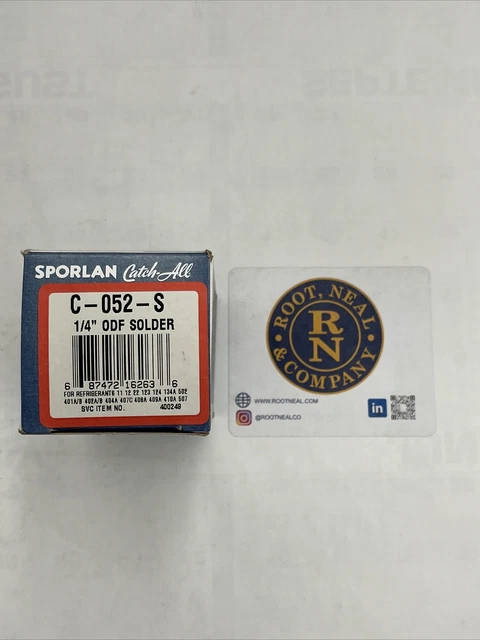 SPORLAN Catch-All
C-052-S
1/4" ODF SOLDER
6 87472 16263 6
FOR REFRIGERANTS 11 12 22 123 124 134A 502
401A/B 402A/B 404A 407C 408A 409A 410A 507
SVC ITEM NO. 400249
ROOT, NEAL
& COMPANY
R
N
WWW.ROOTNEAL.COM
@ROOTNEALCO
in